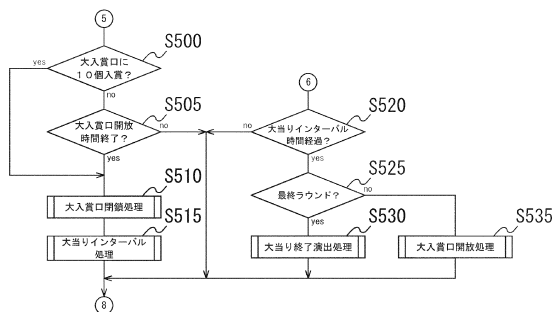 5
S500
大入賞口に
１０個入賞？
yes
no
S505
大入賞口開放
時間終了？
no
yes
S510
大入賞口閉鎖処理
S515
大当りインターバル
処理
8
6
S520
大当りインターバル
時間経過？
no
yes
S525
最終ラウンド？
no
yes
S530
大当り終了演出処理
S535
大入賞口開放処理